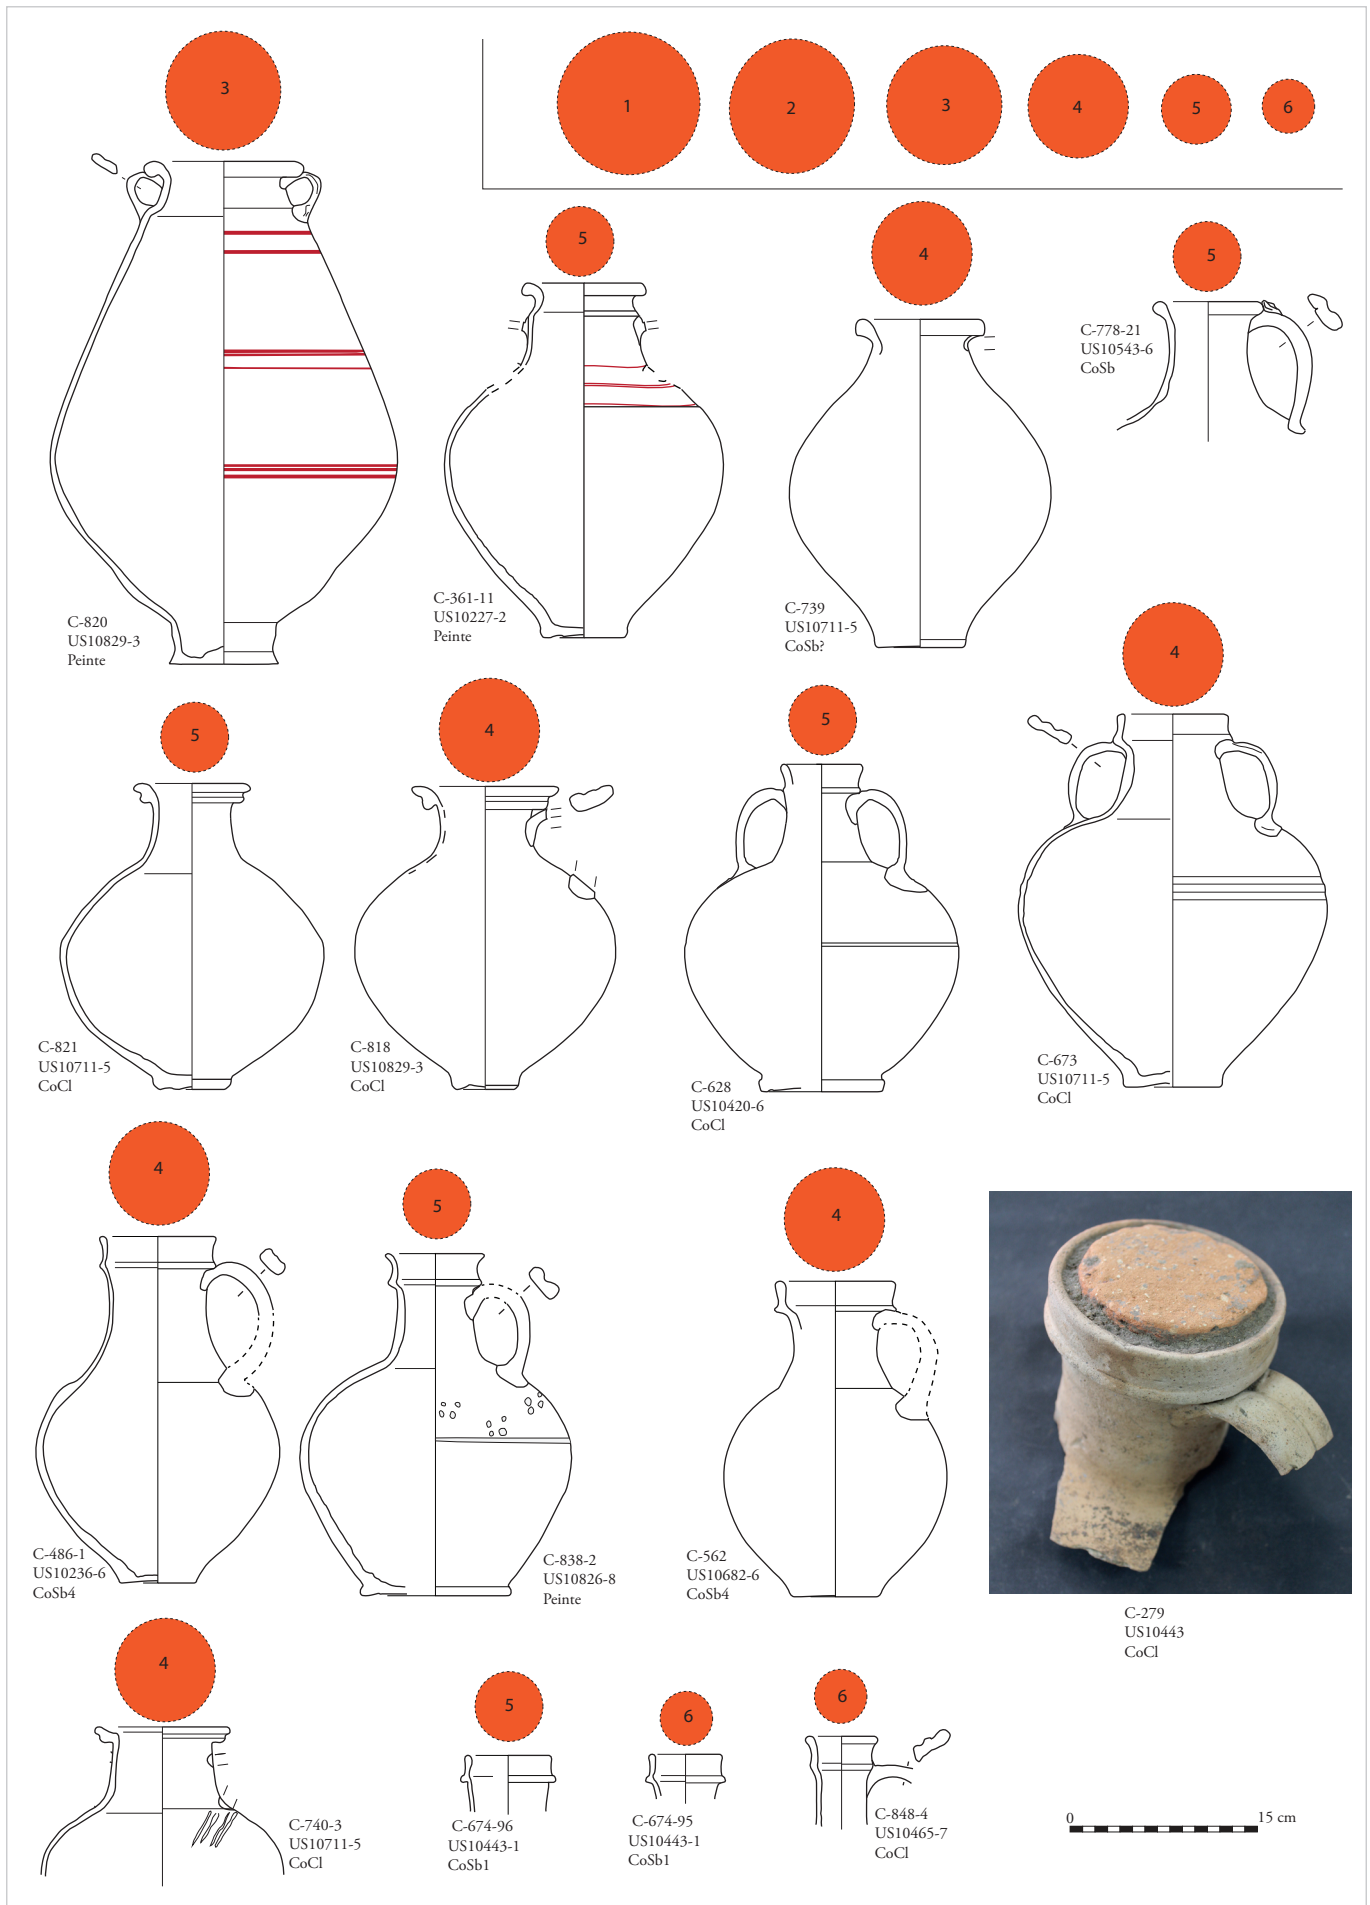 3
1
2
3
4
5
6
C-820
US10829-3
Peinte
5
C-361-11
US10227-2
Peinte
4
C-739
US10711-5
CoSb?
5
C-778-21
US10543-6
CoSb
5
C-821
US10711-5
CoCl
4
C-818
US10829-3
CoCl
5
C-628
US10420-6
CoCl
4
C-673
US10711-5
CoCl
4
C-486-1
US10236-6
CoSb4
5
C-838-2
US10826-8
Peinte
4
C-562
US10682-6
CoSb4
C-279
US10443
CoCl
4
C-740-3
US10711-5
CoCl
5
C-674-96
US10443-1
CoSb1
6
C-674-95
US10443-1
CoSb1
6
C-848-4
US10465-7
CoCl
0 15 cm